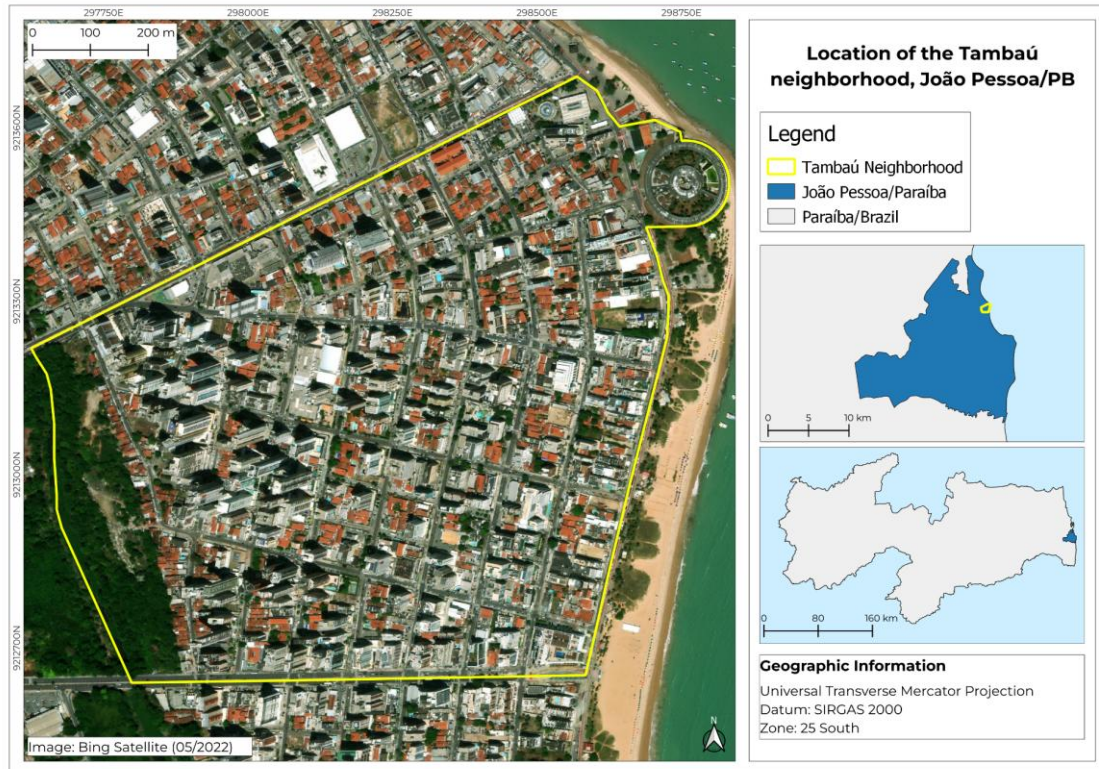 297750E 298000E 298250E 298500E 298750E
0 100 200 m
9213600N
9213300N
9213000N
9212700N
Image: Bing Satellite (05/2022)
N
Location of the Tambaú
neighborhood, João Pessoa/PB
Legend
Tambaú Neighborhood
João Pessoa/Paraíba
Paraíba/Brazil
0 5 10 km
0 80 160 km
Geographic Information
Universal Transverse Mercator Projection
Datum: SIRGAS 2000
Zone: 25 South